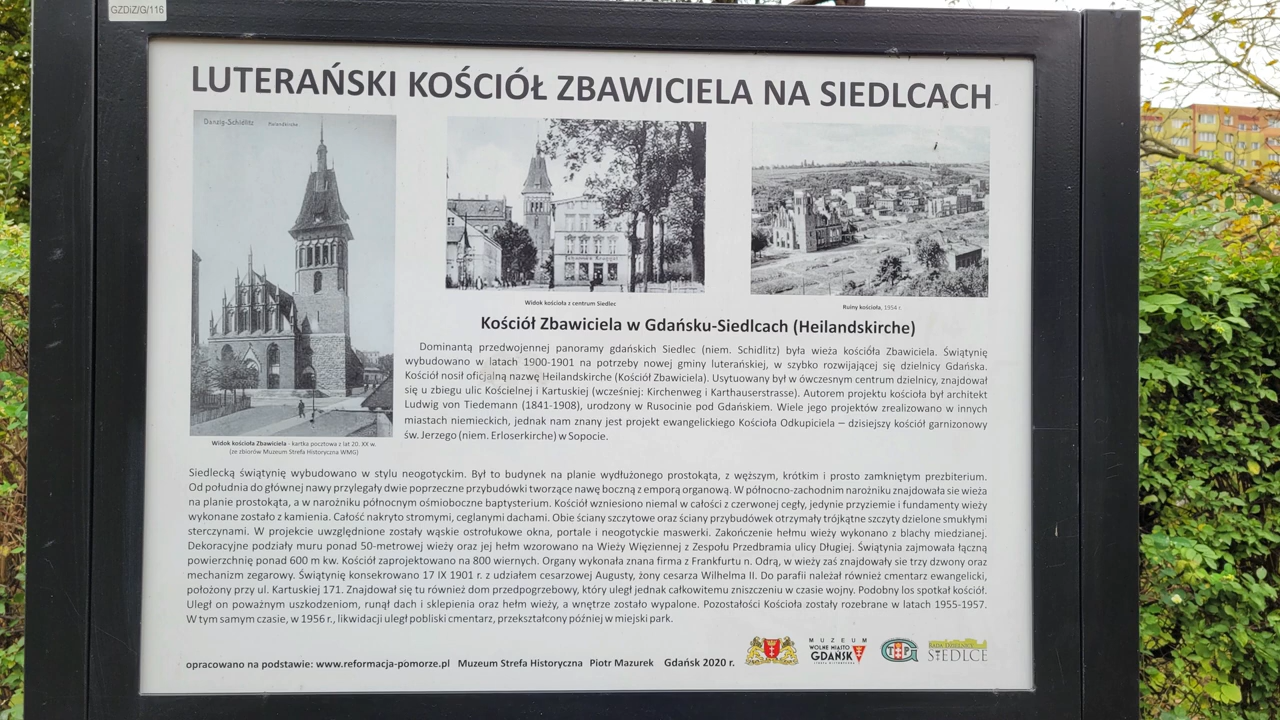 GZDiZ/G/116
LUTERAŃSKI KOŚCIÓŁ ZBAWICIELA NA SIEDLCACH
Danzig-Schidlitz Heilandskirche
Widok kościoła z centrum Siedlec
Ruiny kościoła, 1954 r.
Widok kościoła Zbawiciela - kartka pocztowa z lat 20. XX w.
(ze zbiorów Muzeum Strefa Historyczna WMG)
Kościół Zbawiciela w Gdańsku-Siedlcach (Heilandskirche)
Dominantą przedwojennej panoramy gdańskich Siedlec (niem. Schidlitz) była wieża kościóła Zbawiciela. Świątynię
wybudowano w latach 1900-1901 na potrzeby nowej gminy luterańskiej, w szybko rozwijającej się dzielnicy Gdańska.
Kościół nosił oficjalną nazwę Heilandskirche (Kościół Zbawiciela). Usytuowany był w ówczesnym centrum dzielnicy, znajdował
się u zbiegu ulic Kościelnej i Kartuskiej (wcześniej: Kirchenweg i Karthauserstrasse). Autorem projektu kościoła był architekt
Ludwig von Tiedemann (1841-1908), urodzony w Rusocinie pod Gdańskiem. Wiele jego projektów zrealizowano w innych
miastach niemieckich, jednak nam znany jest projekt ewangelickiego Kościoła Odkupiciela – dzisiejszy kościół garnizonowy
św. Jerzego (niem. Erloserkirche) w Sopocie.
Siedlecką świątynię wybudowano w stylu neogotyckim. Był to budynek na planie wydłużonego prostokąta, z węższym, krótkim i prosto zamkniętym prezbiterium.
Od południa do głównej nawy przylegały dwie poprzeczne przybudówki tworzące nawę boczną z emporą organową. W północno-zachodnim narożniku znajdowała sie wieża
na planie prostokąta, a w narożniku północnym ośmioboczne baptysterium. Kościół wzniesiono niemal w całości z czerwonej cegły, jedynie przyziemie i fundamenty wieży
wykonane zostało z kamienia. Całość nakryto stromymi, ceglanymi dachami. Obie ściany szczytowe oraz ściany przybudówek otrzymały trójkątne szczyty dzielone smukłymi
sterczynami. W projekcie uwzględnione zostały wąskie ostrołukowe okna, portale i neogotyckie maswerki. Zakończenie hełmu wieży wykonano z blachy miedzianej.
Dekoracyjne podziały muru ponad 50-metrowej wieży oraz jej hełm wzorowano na Wieży Więziennej z Zespołu Przedbramia ulicy Długiej. Świątynia zajmowała łączną
powierzchnię ponad 600 m kw. Kościół zaprojektowano na 800 wiernych. Organy wykonała znana firma z Frankfurtu n. Odrą, w wieży zaś znajdowały sie trzy dzwony oraz
mechanizm zegarowy. Świątynię konsekrowano 17 IX 1901 r. z udziałem cesarzowej Augusty, żony cesarza Wilhelma II. Do parafii należał również cmentarz ewangelicki,
położony przy ul. Kartuskiej 171. Znajdował się tu również dom przedpogrzebowy, który uległ jednak całkowitemu zniszczeniu w czasie wojny. Podobny los spotkał kościół.
Uległ on poważnym uszkodzeniom, runął dach i sklepienia oraz hełm wieży, a wnętrze zostało wypalone. Pozostałości Kościoła zostały rozebrane w latach 1955-1957.
W tym samym czasie, w 1956 r., likwidacji uległ pobliski cmentarz, przekształcony później w miejski park.
opracowano na podstawie: www.reformacja-pomorze.pl Muzeum Strefa Historyczna Piotr Mazurek Gdańsk 2020 r.
MUZEUM
WOLNE MIASTO
GDAŃSK
STREFA HISTORYCZNA
TPG
RADA DZIELNICY
SIEDLCE